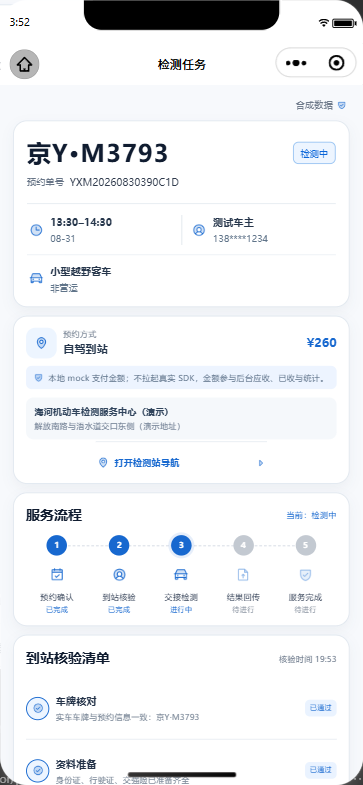 3:52
检测任务
合成数据
京Y·M3793
检测中
预约单号 YXM20260830390C1D
13:30–14:30
08-31
测试车主
138****1234
小型越野客车
非营运
预约方式
自驾到站
¥260
本地 mock 支付金额；不拉起真实 SDK，金额参与后台应收、已收与统计。
海河机动车检测服务中心（演示）
解放南路与洽水道交口东侧（演示地址）
打开检测站导航
服务流程
当前：检测中
1 2 3 4 5
预约确认 到站核验 交接检测 结果回传 服务完成
已完成 已完成 进行中 待进行 待进行
到站核验清单
核验时间 19:53
车牌核对
实车车牌与预约信息一致：京Y·M3793
已通过
资料准备
身份证、行驶证、交强险已准备齐全
已通过